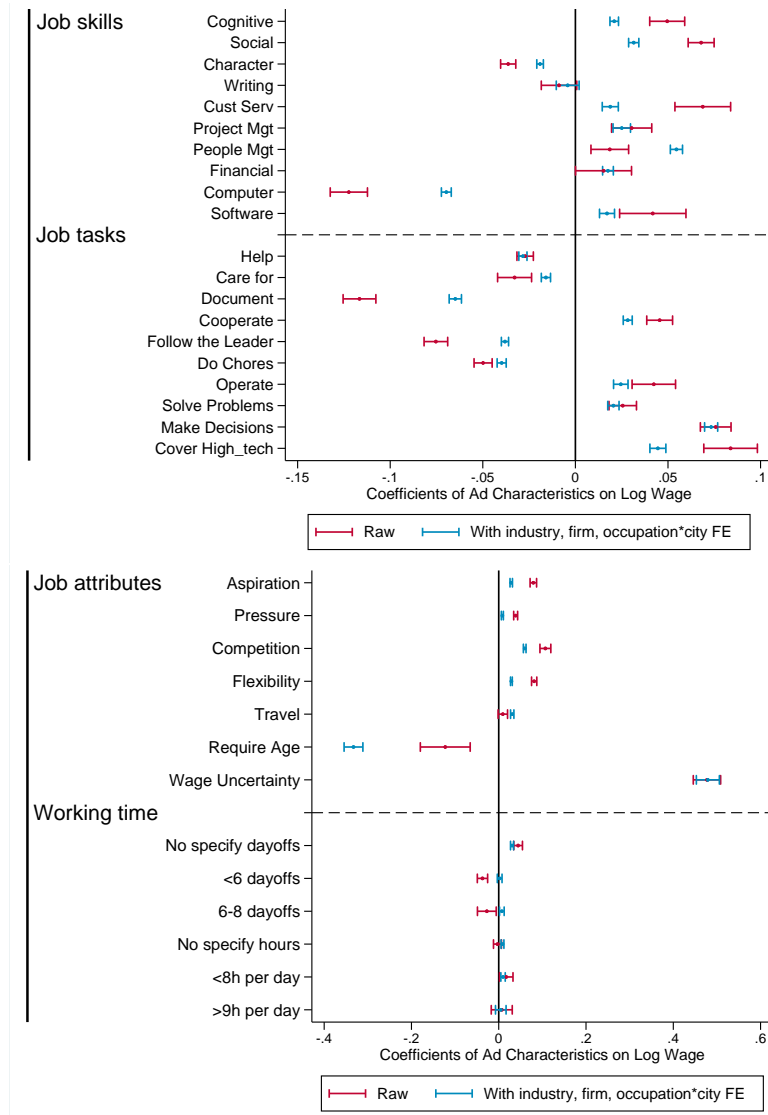 Job skills
Cognitive
Social
Character
Writing
Cust Serv
Project Mgt
People Mgt
Financial
Computer
Software
Job tasks
Help
Care for
Document
Cooperate
Follow the Leader
Do Chores
Operate
Solve Problems
Make Decisions
Cover High_tech
-.15 -.1 -.05 0 .05 .1
Coefficients of Ad Characteristics on Log Wage
Raw With industry, firm, occupation*city FE
Job attributes
Aspiration
Pressure
Competition
Flexibility
Travel
Require Age
Wage Uncertainty
Working time
No specify dayoffs
<6 dayoffs
6-8 dayoffs
No specify hours
<8h per day
>9h per day
-.4 -.2 0 .2 .4 .6
Coefficients of Ad Characteristics on Log Wage
Raw With industry, firm, occupation*city FE